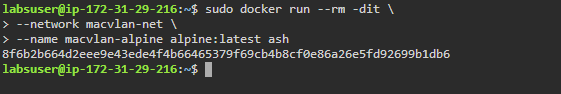 labsuser@ip-172-31-29-216:~$ sudo docker run --rm -dit \
> --network macvlan-net \
> --name macvlan-alpine alpine:latest ash
8f6b2b664d2eee9e43ede4f4b66465379f69cb4b8cf0e86a26e5fd92699b1db6
labsuser@ip-172-31-29-216:~$